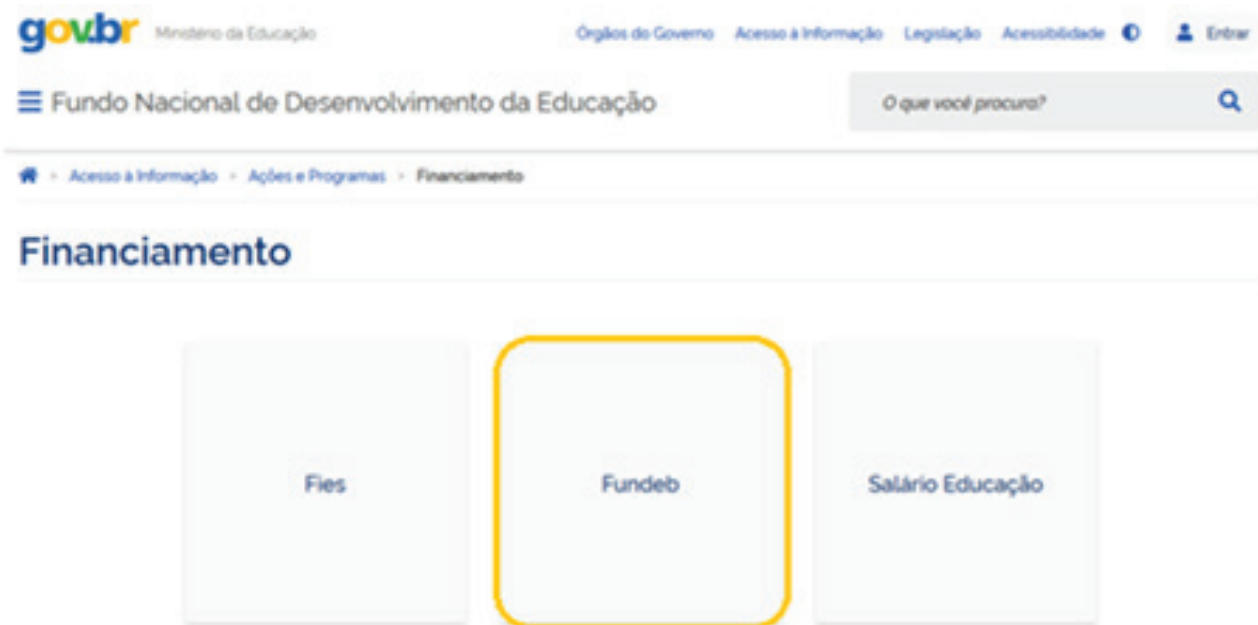 gov.br Ministério da Educação Órgãos do Governo Acesso à Informação Legislação Acessibilidade Entrar
Fundo Nacional de Desenvolvimento da Educação O que você procura?
Acesso à Informação > Ações e Programas > Financiamento
Financiamento
Fies Fundeb Salário Educação